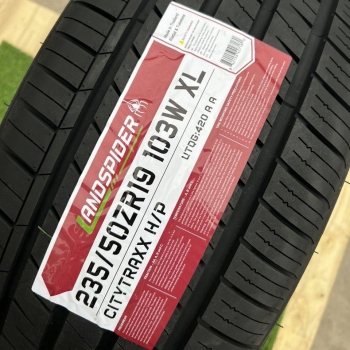 LANDSPIDER
235/50ZR19 103W XL
CITYTRAXX H/P
UTQG:420 A A